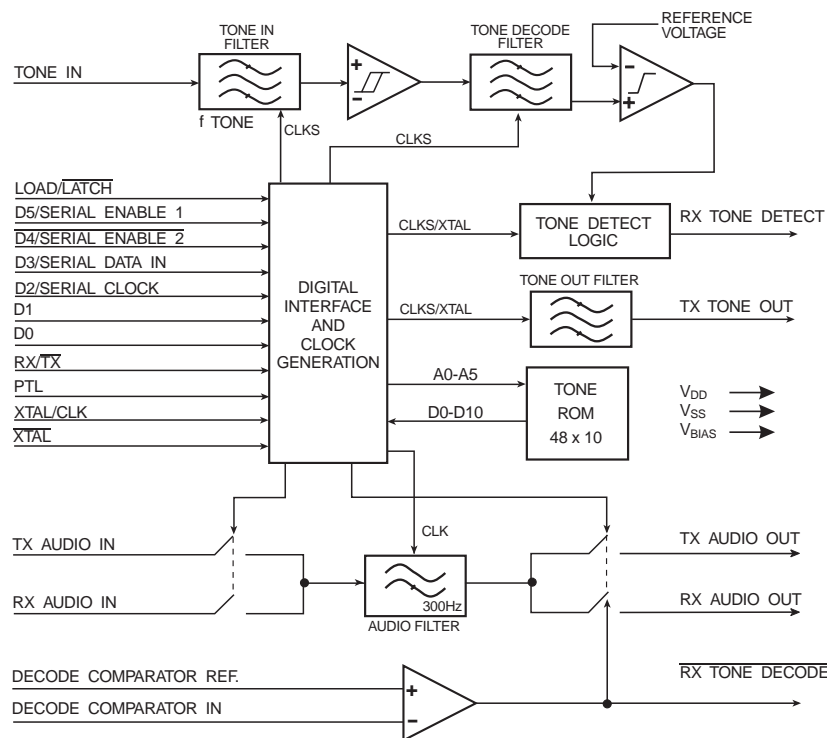 TONE IN
FILTER
TONE DECODE
FILTER
REFERENCE
VOLTAGE
TONE IN
+
−
−
+
f TONE
CLKS
CLKS
LOAD/LATCH
D5/SERIAL ENABLE 1
D4/SERIAL ENABLE 2
D3/SERIAL DATA IN
D2/SERIAL CLOCK
D1
D0
RX/TX
PTL
XTAL/CLK
XTAL
DIGITAL
INTERFACE
AND
CLOCK
GENERATION
CLKS/XTAL
TONE DETECT
LOGIC
RX TONE DETECT
TONE OUT FILTER
CLKS/XTAL
TX TONE OUT
A0-A5
D0-D10
TONE
ROM
48 x 10
VDD
VSS
VBIAS
CLK
TX AUDIO IN
RX AUDIO IN
300Hz
AUDIO FILTER
TX AUDIO OUT
RX AUDIO OUT
DECODE COMPARATOR REF.
DECODE COMPARATOR IN
+
−
RX TONE DECODE